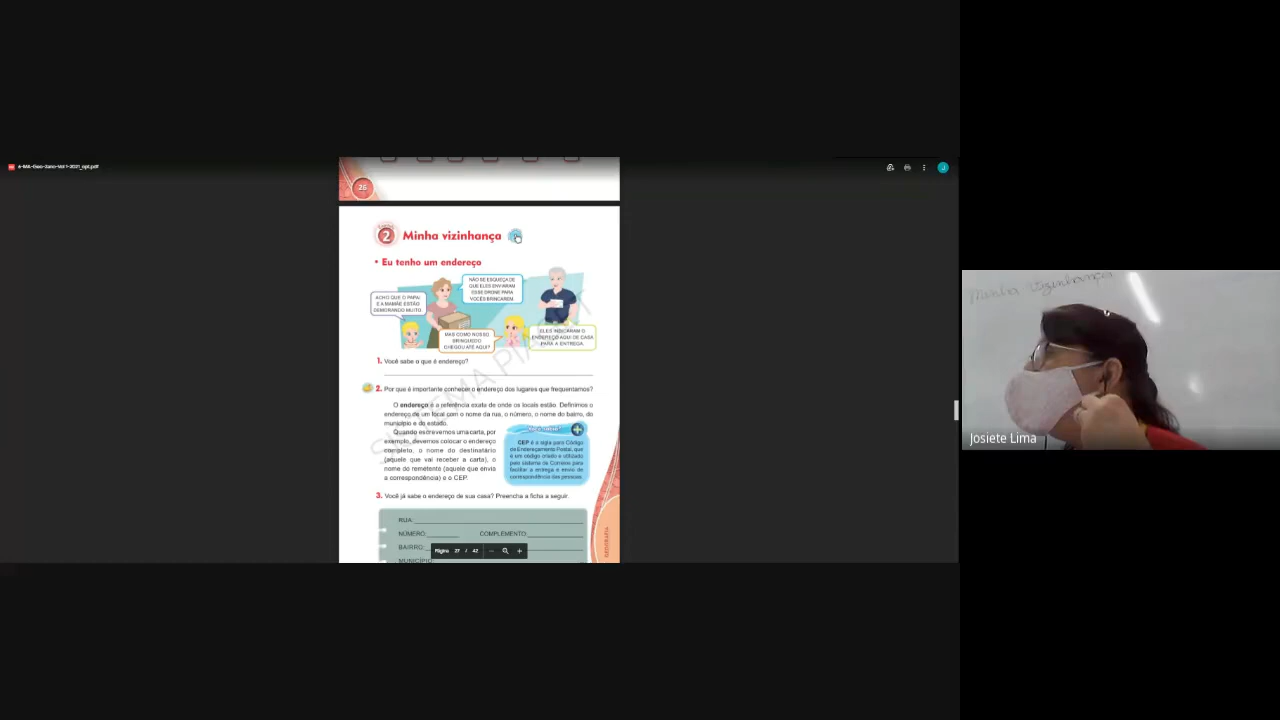 26
2 Minha vizinhança
• Eu tenho um endereço
ACHO QUE O PAPAI
E A MAMÃE ESTÃO
DEMORANDO MUITO.
NÃO SE ESQUEÇA DE
QUE ELES ENVIARAM
ESSE DRONE PARA
VOCÊS BRINCAREM.
MAS COMO NOSSO
BRINQUEDO
CHEGOU ATÉ AQUI?
ELES INDICARAM O
ENDEREÇO AQUI DE CASA
PARA A ENTREGA.
1. Você sabe o que é endereço?
2. Por que é importante conhecer o endereço dos lugares que frequentamos?
O endereço é a referência exata de onde os locais estão. Definimos o
endereço de um local com o nome da rua, o número, o nome do bairro, do
município e do estado.
Quando escrevemos uma carta, por
exemplo, devemos colocar o endereço
completo, o nome do destinatário
(aquele que vai receber a carta), o
nome do remetente (aquele que envia
a correspondência) e o CEP.
CEP é a sigla para Código
de Endereçamento Postal, que
é um código criado e utilizado
pelo sistema de Correios para
facilitar a entrega e envio de
correspondência das pessoas.
3. Você já sabe o endereço de sua casa? Preencha a ficha a seguir.
RUA:
NÚMERO: COMPLEMENTO:
BAIRRO:
MUNICÍPIO:
GEOGRAFIA
Página 27 / 42
Minha vizinhança
Josiete Lima